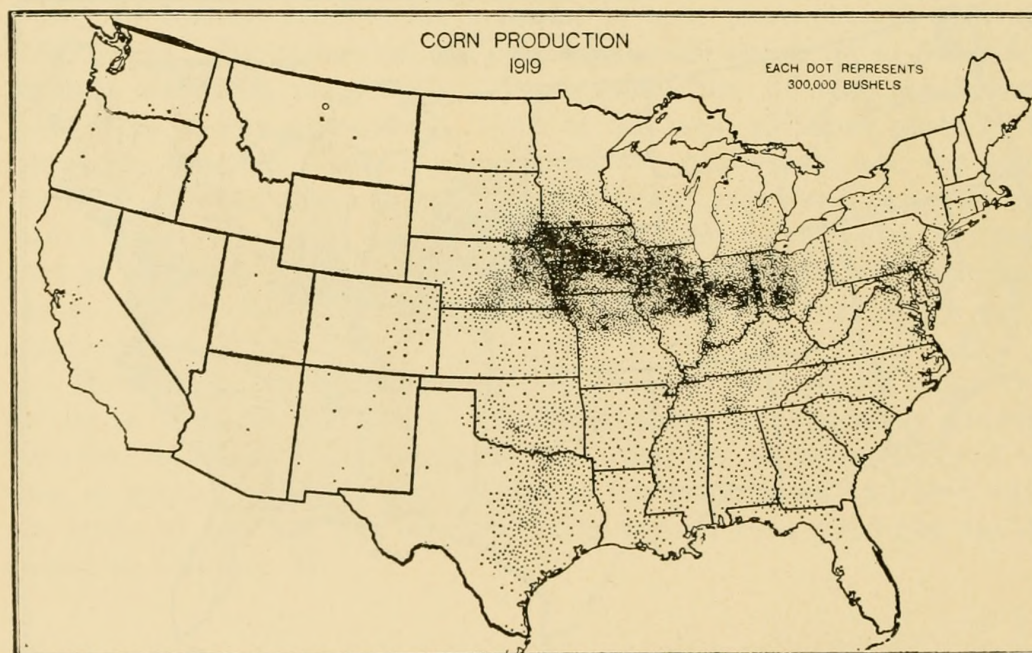 CORN PRODUCTION
1919
EACH DOT REPRESENTS
300,000 BUSHELS